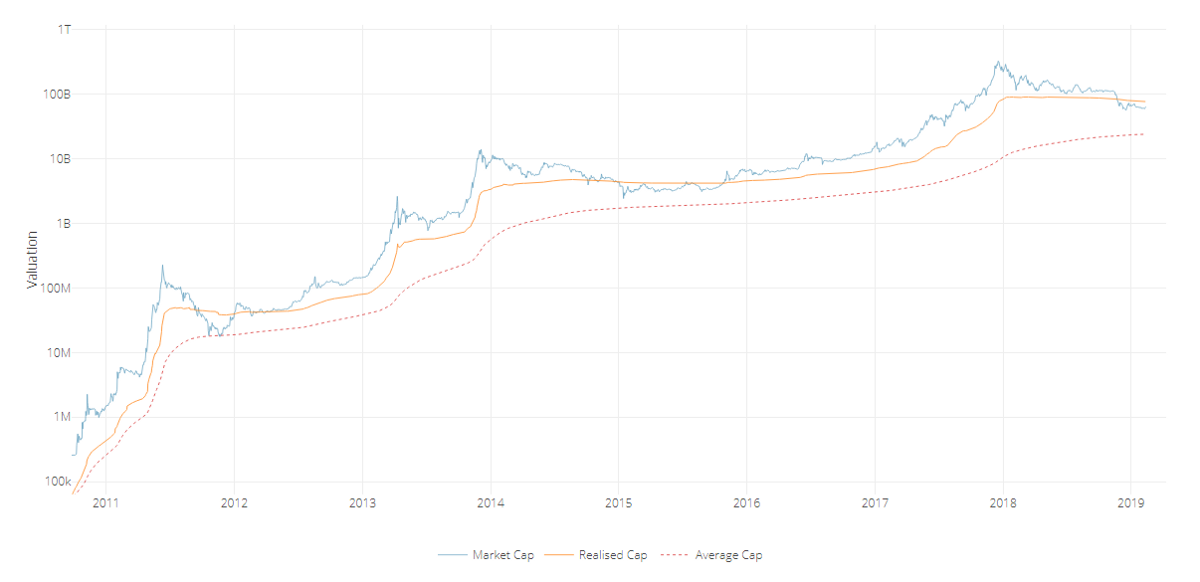 1T
100B
10B
1B
100M
10M
1M
100k
Valuation
2011 2012 2013 2014 2015 2016 2017 2018 2019
Market Cap Realised Cap Average Cap